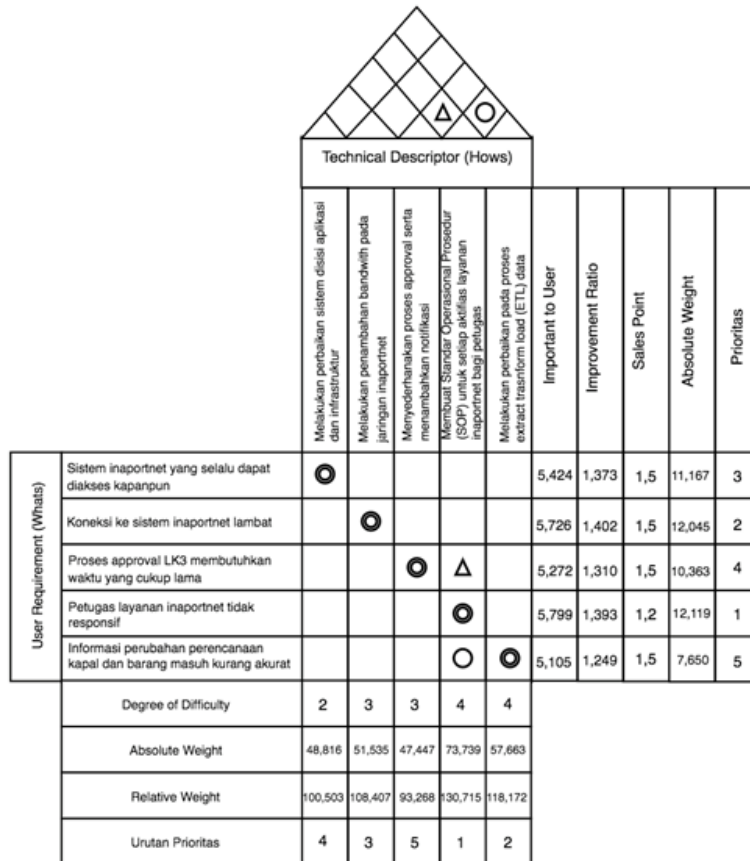 Technical Descriptor (Hows)
Melakukan perbaikan sistem disisi aplikasi
dan infrastruktur
Melakukan penambahan bandwith pada
jaringan inaportnet
Menyederhanakan proses approval serta
menambahkan notifikasi
Membuat Standar Operasional Prosedur
(SOP) untuk setiap aktifias layanan
inaportnet bagi petugas
Melakukan perbaikan pada proses
extract trasnform load (ETL) data
Important to User
Improvement Ratio
Sales Point
Absolute Weight
Prioritas
User Requirement (Whats)
Sistem inaportnet yang selalu dapat
diakses kapanpun
5,424 1,373 1,5 11,167 3
Koneksi ke sistem inaportnet lambat
5,726 1,402 1,5 12,045 2
Proses approval LK3 membutuhkan
waktu yang cukup lama
5,272 1,310 1,5 10,363 4
Petugas layanan inaportnet tidak
responsif
5,799 1,393 1,2 12,119 1
Informasi perubahan perencanaan
kapal dan barang masuh kurang akurat
5,105 1,249 1,5 7,650 5
Degree of Difficulty 2 3 3 4 4
Absolute Weight 48,816 51,535 47,447 73,739 57,663
Relative Weight 100,503 108,407 93,268 130,715 118,172
Urutan Prioritas 4 3 5 1 2